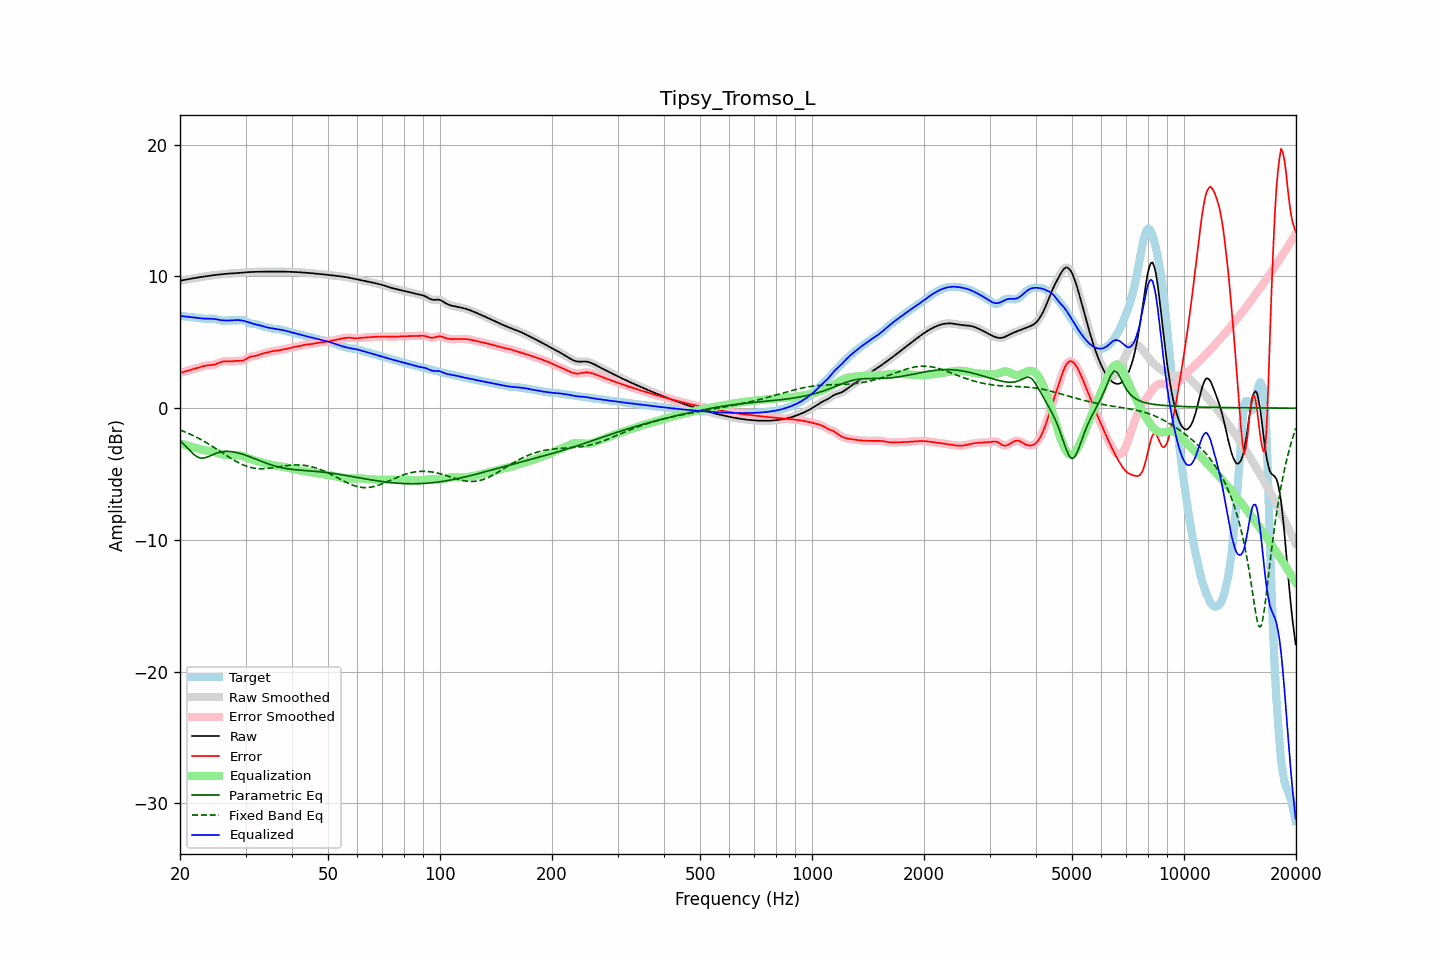 Tipsy_Tromso_L
20
10
0
−10
−20
−30
Amplitude (dBr)
Target
Raw Smoothed
Error Smoothed
Raw
Error
Equalization
Parametric Eq
Fixed Band Eq
Equalized
20 50 100 200 500 1000 2000 5000 10000 20000
Frequency (Hz)